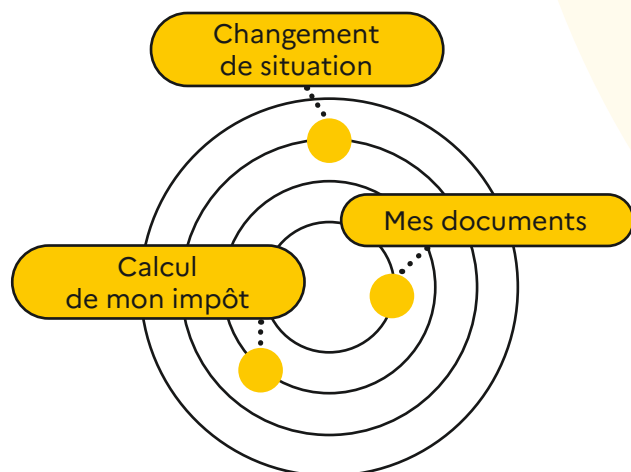 Changement
de situation
Mes documents
Calcul
de mon impôt